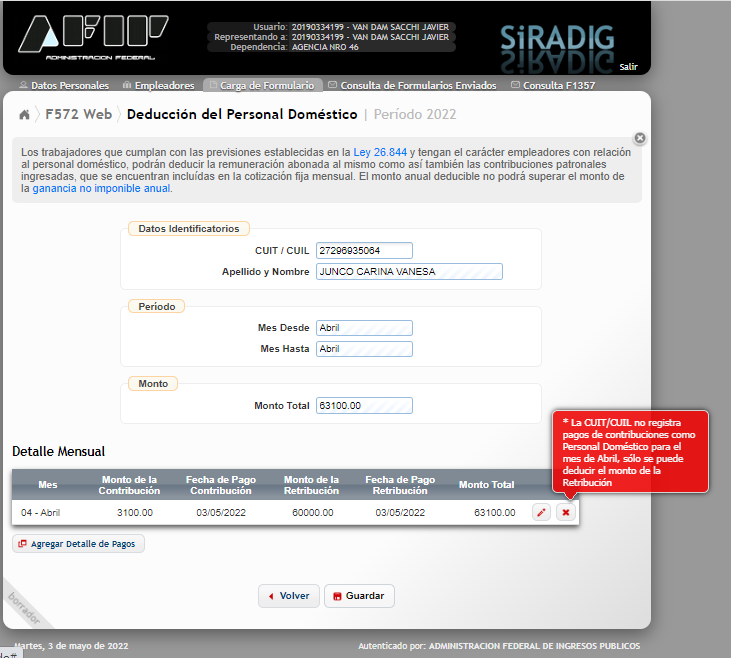 AFIP
ADMINISTRACION FEDERAL
Usuario: 20190334199 - VAN DAM SACCHI JAVIER
Representando a: 20190334199 - VAN DAM SACCHI JAVIER
Dependencia: AGENCIA NRO 46
SiRADIG
Salir
Datos Personales Empleadores Carga de Formulario Consulta de Formularios Enviados Consulta F1357
F572 Web Deducción del Personal Doméstico | Período 2022
Los trabajadores que cumplan con las previsiones establecidas en la Ley 26.844 y tengan el carácter empleadores con relación
al personal doméstico, podrán deducir la remuneración abonada al mismo como así también las contribuciones patronales
ingresadas, que se encuentran incluídas en la cotización fija mensual. El monto anual deducible no podrá superar el monto de
la ganancia no imponible anual.
Datos Identificatorios
CUIT / CUIL 27296935064
Apellido y Nombre JUNCO CARINA VANESA
Período
Mes Desde Abril
Mes Hasta Abril
Monto
Monto Total 63100.00
* La CUIT/CUIL no registra
pagos de contribuciones como
Personal Doméstico para el
mes de Abril, sólo se puede
deducir el monto de la
Retribución
Detalle Mensual
Mes Monto de la Contribución Fecha de Pago Contribución Monto de la Retribución Fecha de Pago Retribución Monto Total
04 - Abril 3100.00 03/05/2022 60000.00 03/05/2022 63100.00
Agregar Detalle de Pagos
Volver Guardar
borrador
Martes, 3 de mayo de 2022 Autenticado por: ADMINISTRACION FEDERAL DE INGRESOS PUBLICOS